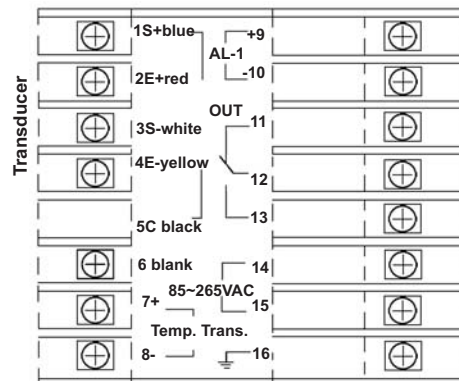 Transducer
1S+blue
+9
AL-1
-10
2E+red
OUT
11
3S-white
4E-yellow
12
13
5C black
6 blank
14
85~265VAC
7+
15
Temp. Trans.
8-
16